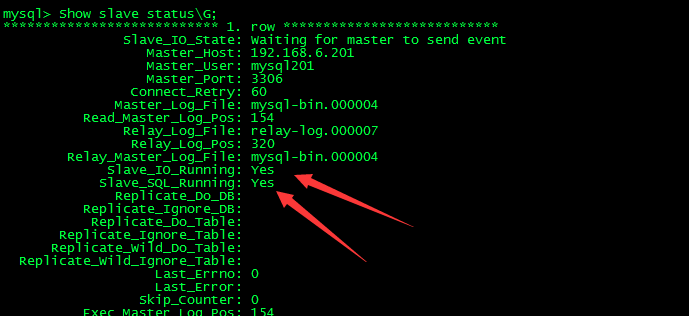 mysql> Show slave status\G;
*************************** 1. row ***************************
Slave_IO_State: Waiting for master to send event
Master_Host: 192.168.6.201
Master_User: mysql201
Master_Port: 3306
Connect_Retry: 60
Master_Log_File: mysql-bin.000004
Read_Master_Log_Pos: 154
Relay_Log_File: relay-log.000007
Relay_Log_Pos: 320
Relay_Master_Log_File: mysql-bin.000004
Slave_IO_Running: Yes
Slave_SQL_Running: Yes
Replicate_Do_DB:
Replicate_Ignore_DB:
Replicate_Do_Table:
Replicate_Ignore_Table:
Replicate_Wild_Do_Table:
Replicate_Wild_Ignore_Table:
Last_Errno: 0
Last_Error:
Skip_Counter: 0
Exec_Master_Log_Pos: 154